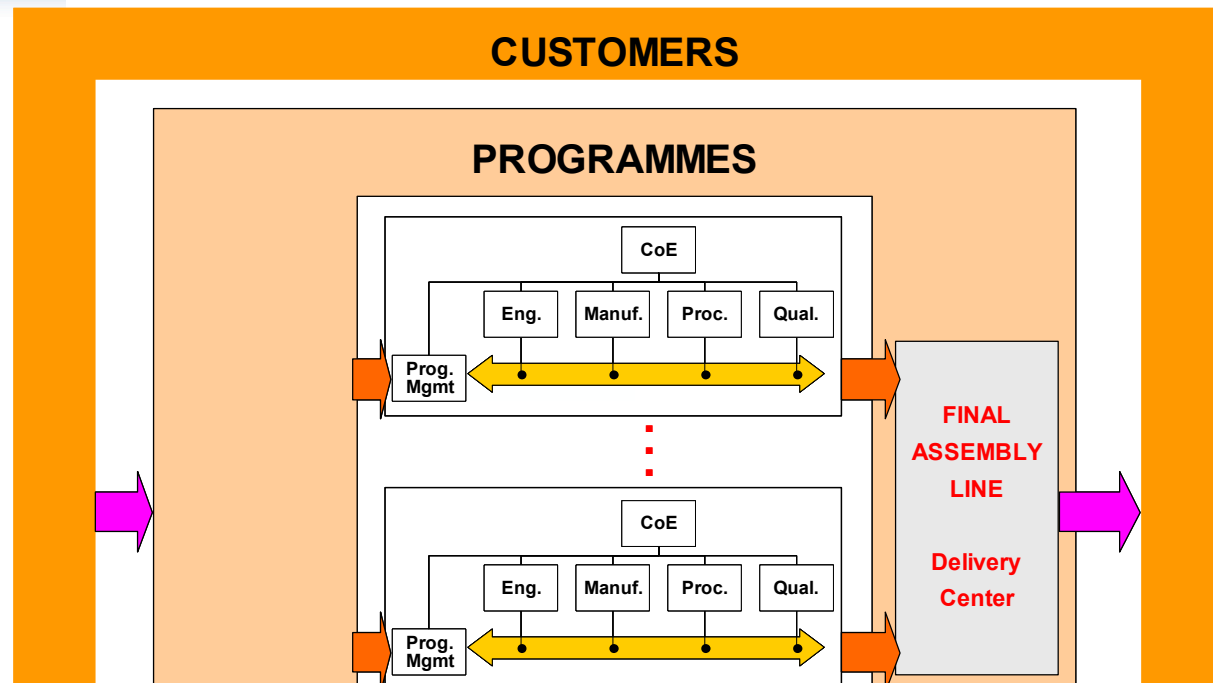 CUSTOMERS
PROGRAMMES
CoE
Eng. Manuf. Proc. Qual.
Prog.
Mgmt
CoE
Eng. Manuf. Proc. Qual.
Prog.
Mgmt
FINAL
ASSEMBLY
LINE
Delivery
Center